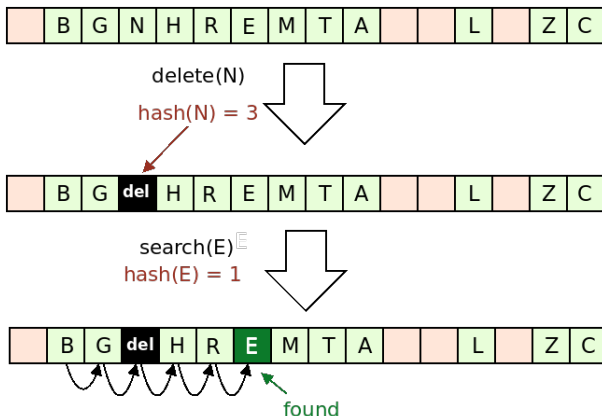 B G N H R E M T A L Z C
delete(N)
hash(N) = 3
B G del H R E M T A L Z C
search(E) E
hash(E) = 1
B G del H R E M T A L Z C
found